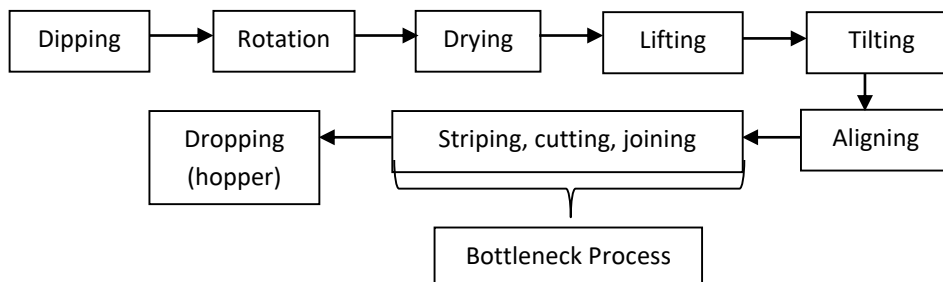 Dipping
Rotation
Drying
Lifting
Tilting
Aligning
Striping, cutting, joining
Dropping
(hopper)
Bottleneck Process